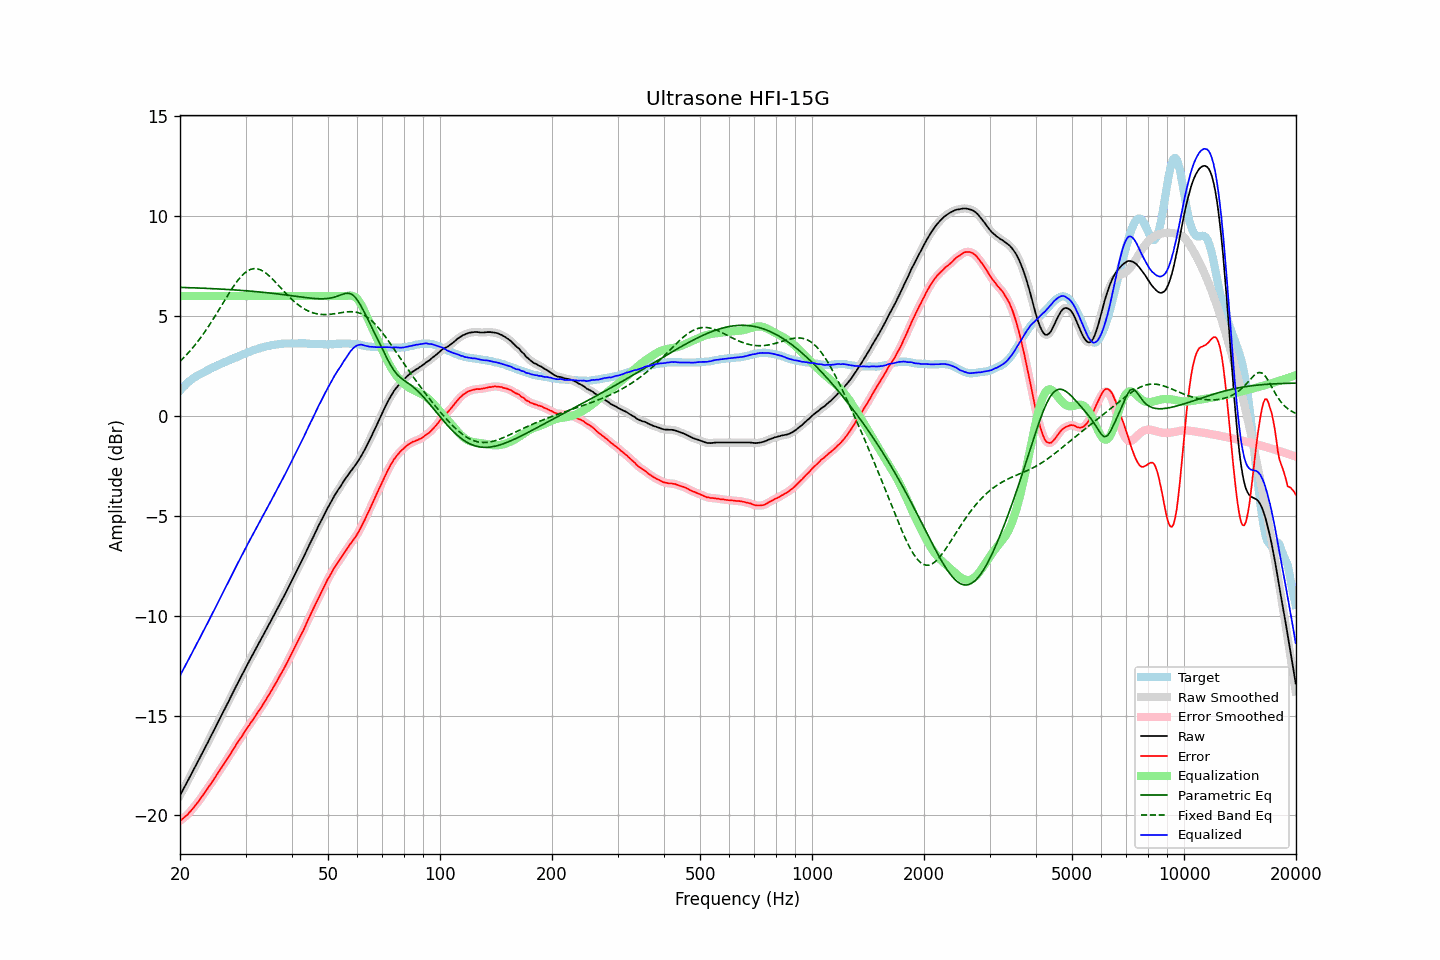 Ultrasone HFI-15G
15
10
5
0
−5
−10
−15
−20
Amplitude (dBr)
20
50
100
200
500
1000
2000
5000
10000
20000
Frequency (Hz)
Target
Raw Smoothed
Error Smoothed
Raw
Error
Equalization
Parametric Eq
Fixed Band Eq
Equalized